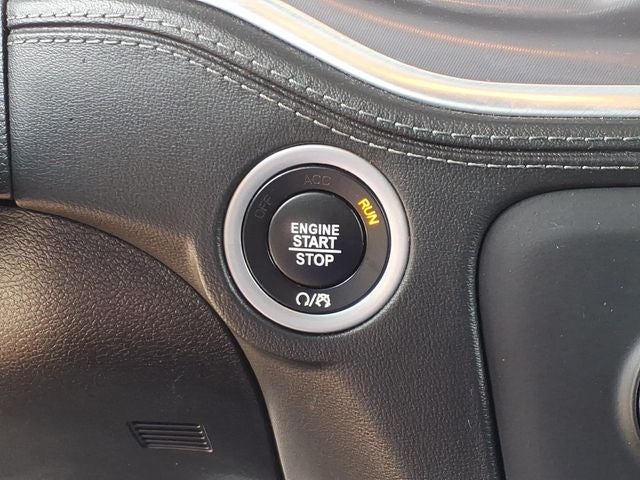 OFF ACC RUN
ENGINE
START
STOP